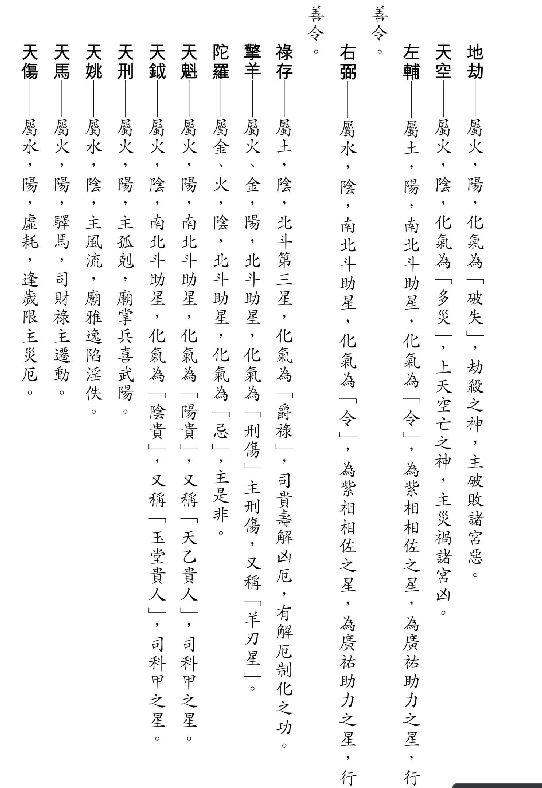 地劫——屬火，陽，化氣為「破失」，劫殺之神，主破敗諸宮惡。
天空——屬火，陰，化氣為「多災」，上天空亡之神，主災禍諸宮凶。
左輔——屬土，陽，南北斗助星，化氣為「令」，為紫相相佐之星，為廣祐助力之星，行
善令。
右弼——屬水，陰，南北斗助星，化氣為「令」，為紫相相佐之星，為廣祐助力之星，行
善令。
祿存——屬土，陰，北斗第三星，化氣為「爵祿」，司貴壽解凶厄，有解厄制化之功。
擎羊——屬火、金，陽，北斗助星，化氣為「刑傷」主刑傷，又稱「羊刃星」。
陀羅——屬金、火，陰，北斗助星，化氣為「忌」，主是非。
天魁——屬火，陽，南北斗助星，化氣為「陽貴」，又稱「天乙貴人」，司科甲之星。
天鉞——屬火，陰，南北斗助星，化氣為「陰貴」，又稱「玉堂貴人」，司科甲之星。
天刑——屬火，陽，主孤剋，廟掌兵喜武陽。
天姚——屬水，陰，主風流，廟雅逸陷淫佚。
天馬——屬火，陽，驛馬，司財祿主遷動。
天傷——屬水，陽，虛耗，逢歲限主災厄。